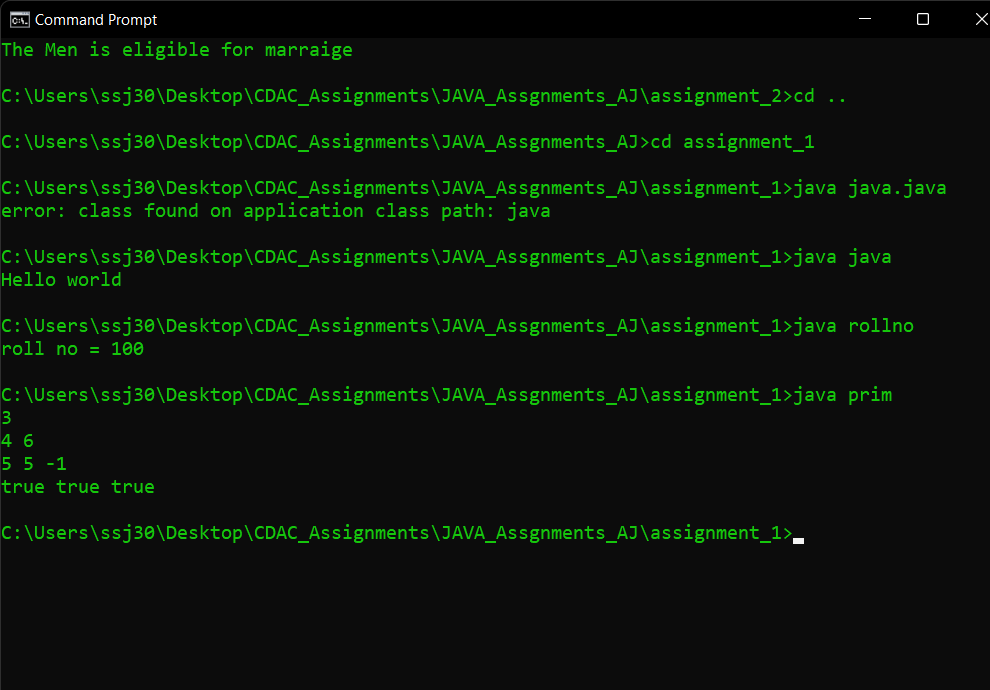 Command Prompt
The Men is eligible for marraige
C:\Users\ssj30\Desktop\CDAC_Assignments\JAVA_Assgnments_AJ\assignment_2>cd ..
C:\Users\ssj30\Desktop\CDAC_Assignments\JAVA_Assgnments_AJ>cd assignment_1
C:\Users\ssj30\Desktop\CDAC_Assignments\JAVA_Assgnments_AJ\assignment_1>java java.java
error: class found on application class path: java
C:\Users\ssj30\Desktop\CDAC_Assignments\JAVA_Assgnments_AJ\assignment_1>java java
Hello world
C:\Users\ssj30\Desktop\CDAC_Assignments\JAVA_Assgnments_AJ\assignment_1>java rollno
roll no = 100
C:\Users\ssj30\Desktop\CDAC_Assignments\JAVA_Assgnments_AJ\assignment_1>java prim
3
4 6
5 5 -1
true true true
C:\Users\ssj30\Desktop\CDAC_Assignments\JAVA_Assgnments_AJ\assignment_1>